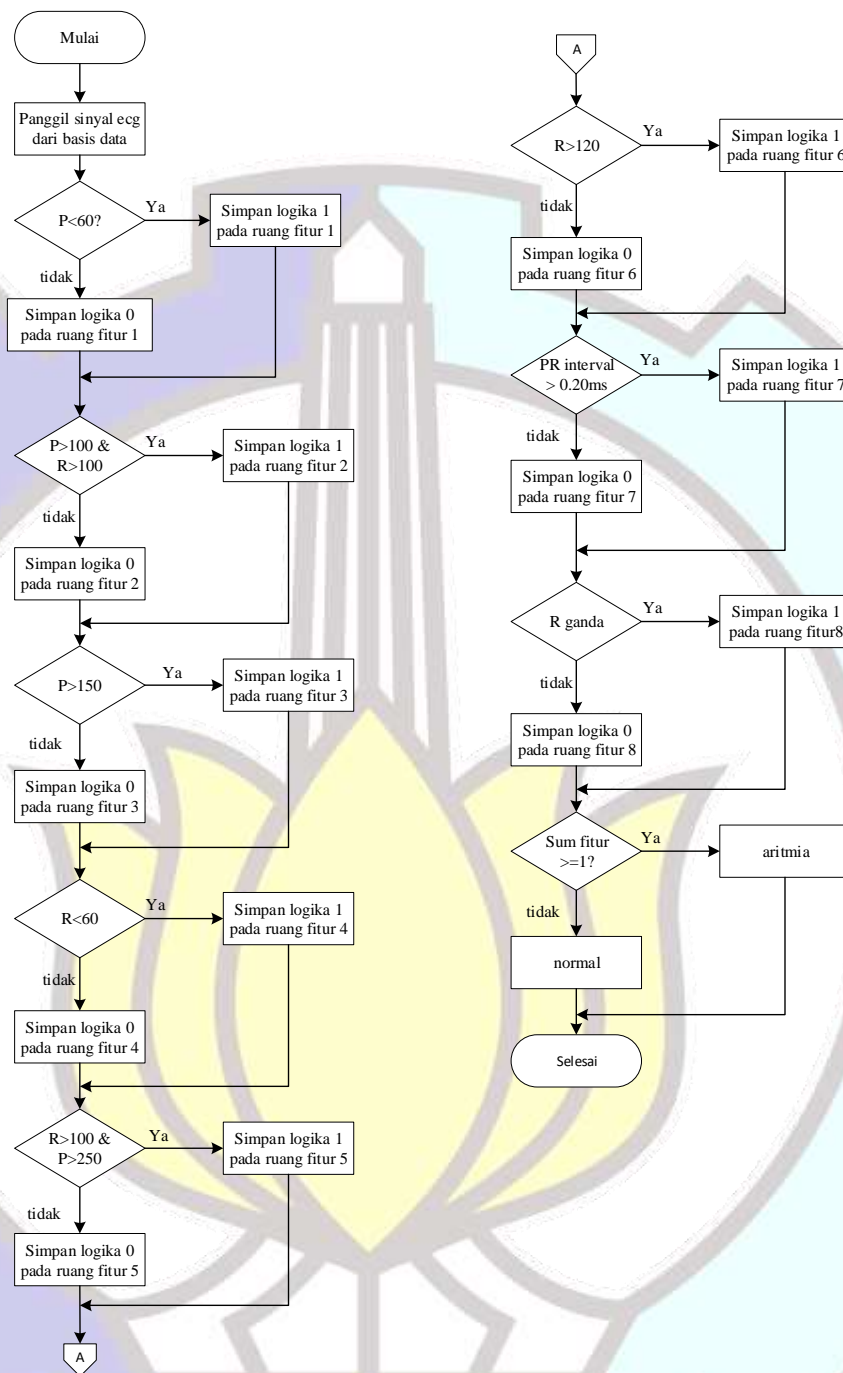 Mulai
Panggil sinyal ecg
dari basis data
P<60?
Ya
Simpan logika 1
pada ruang fitur 1
tidak
Simpan logika 0
pada ruang fitur 1
P>100 &
R>100
Ya
Simpan logika 1
pada ruang fitur 2
tidak
Simpan logika 0
pada ruang fitur 2
P>150
Ya
Simpan logika 1
pada ruang fitur 3
tidak
Simpan logika 0
pada ruang fitur 3
R<60
Ya
Simpan logika 1
pada ruang fitur 4
tidak
Simpan logika 0
pada ruang fitur 4
R>100 &
P>250
Ya
Simpan logika 1
pada ruang fitur 5
tidak
Simpan logika 0
pada ruang fitur 5
A
A
R>120
Ya
Simpan logika 1
pada ruang fitur 6
tidak
Simpan logika 0
pada ruang fitur 6
PR interval
> 0.20ms
Ya
Simpan logika 1
pada ruang fitur 7
tidak
Simpan logika 0
pada ruang fitur 7
R ganda
Ya
Simpan logika 1
pada ruang fitur8
tidak
Simpan logika 0
pada ruang fitur 8
Sum fitur
>=1?
Ya
aritmia
tidak
normal
Selesai